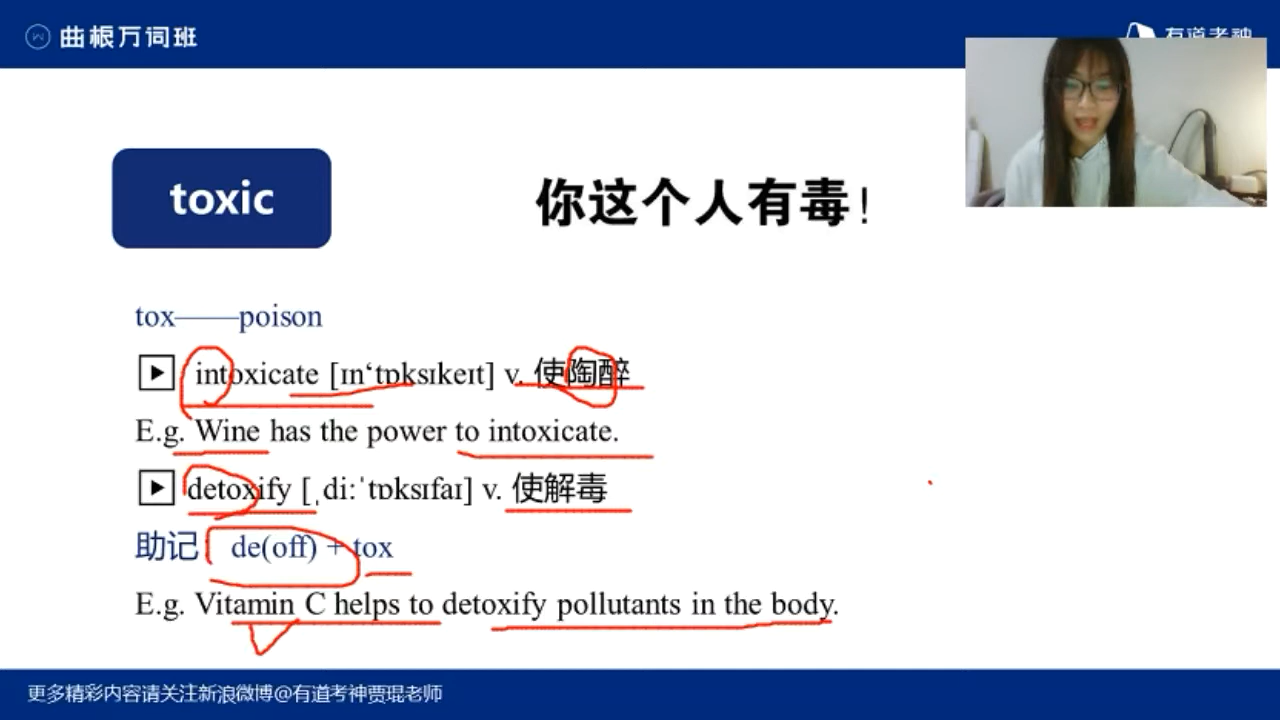 曲根万词班
有道考神
toxic
你这个人有毒!
tox——poison
intoxicate [ɪn‘tɒksɪkeɪt] v. 使陶醉
E.g. Wine has the power to intoxicate.
detoxify [ˌdiːˈtɒksɪfaɪ] v. 使解毒
助记 de(off) + tox
E.g. Vitamin C helps to detoxify pollutants in the body.
更多精彩内容请关注新浪微博@有道考神贾琨老师